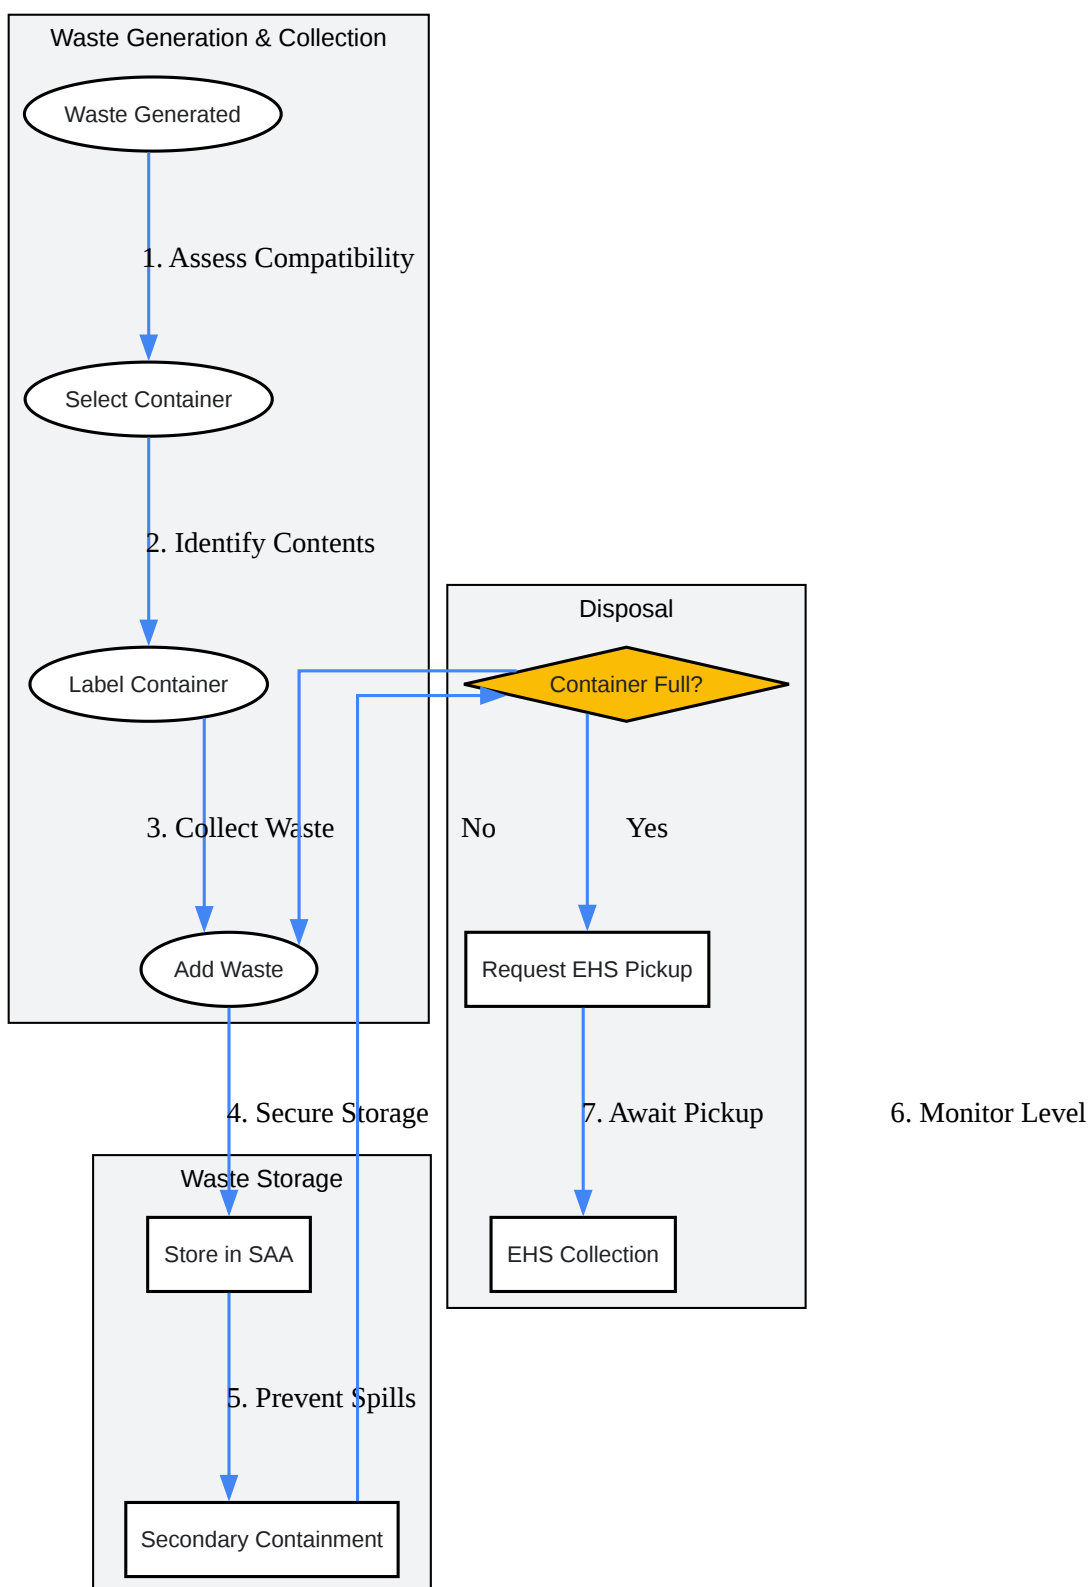 Waste Generation & Collection
Waste Generated
1. Assess Compatibility
Select Container
2. Identify Contents
Label Container
3. Collect Waste
Add Waste
Disposal
Container Full?
No
Yes
Request EHS Pickup
4. Secure Storage
7. Await Pickup
6. Monitor Level
Waste Storage
Store in SAA
EHS Collection
5. Prevent Spills
Secondary Containment